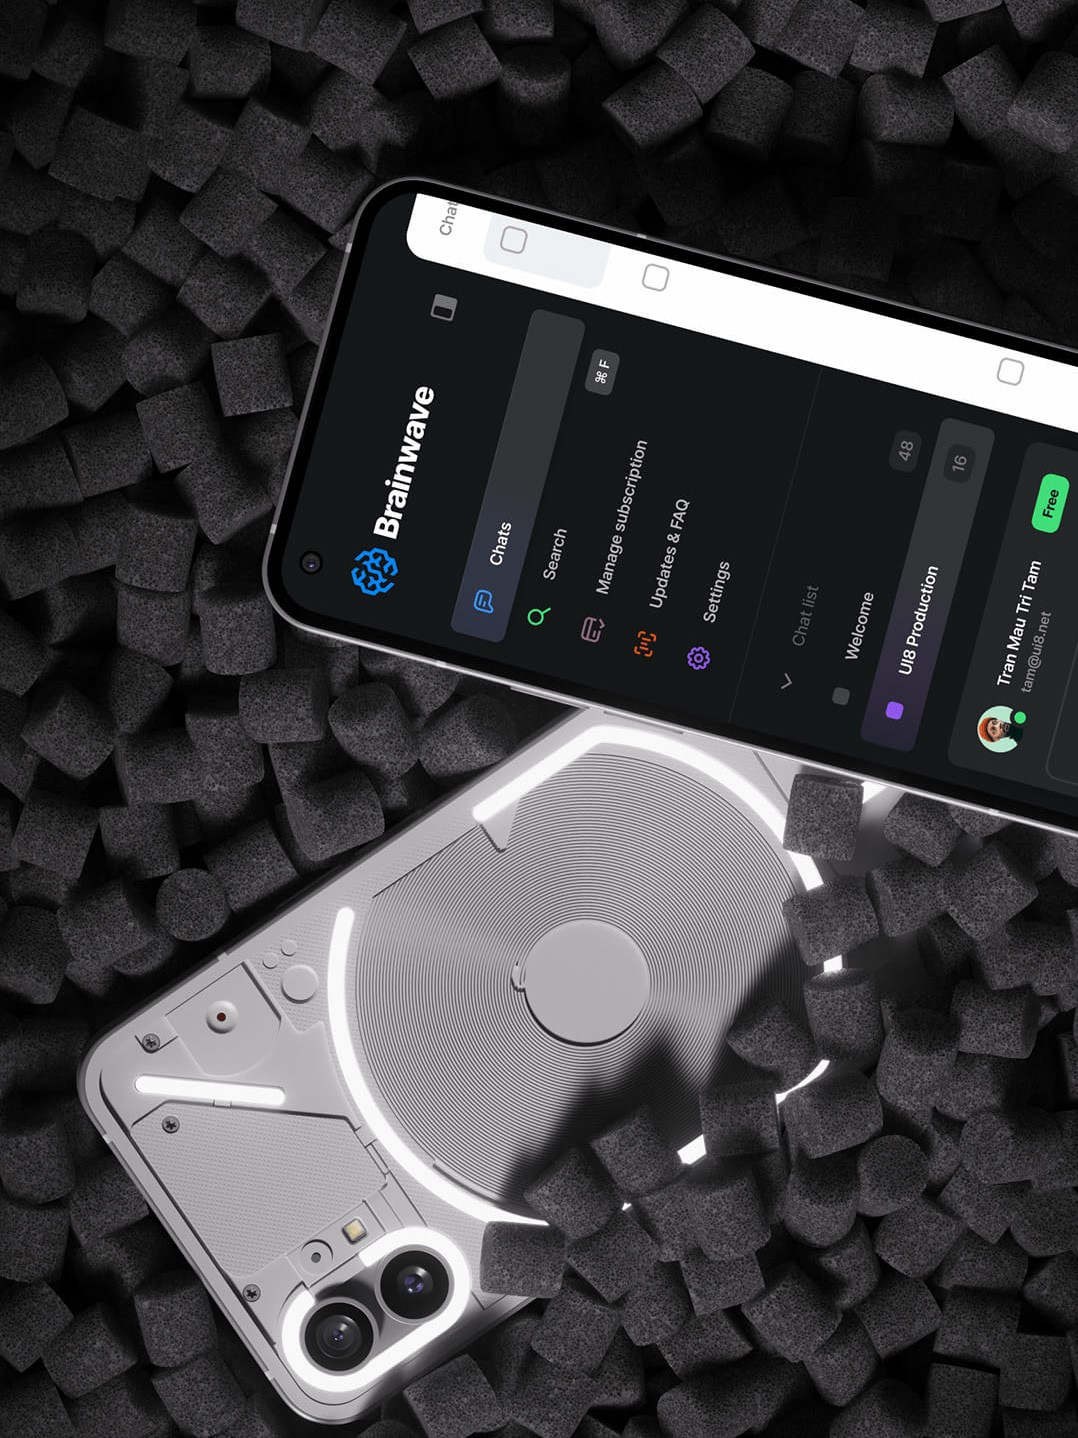 Brainwave
Chats
Search
⌘ F
Manage subscription
Updates & FAQ
Settings
Chat list
Welcome
48
UI8 Production
16
Tran Mau Tri Tam
tam@ui8.net
Free
Chat